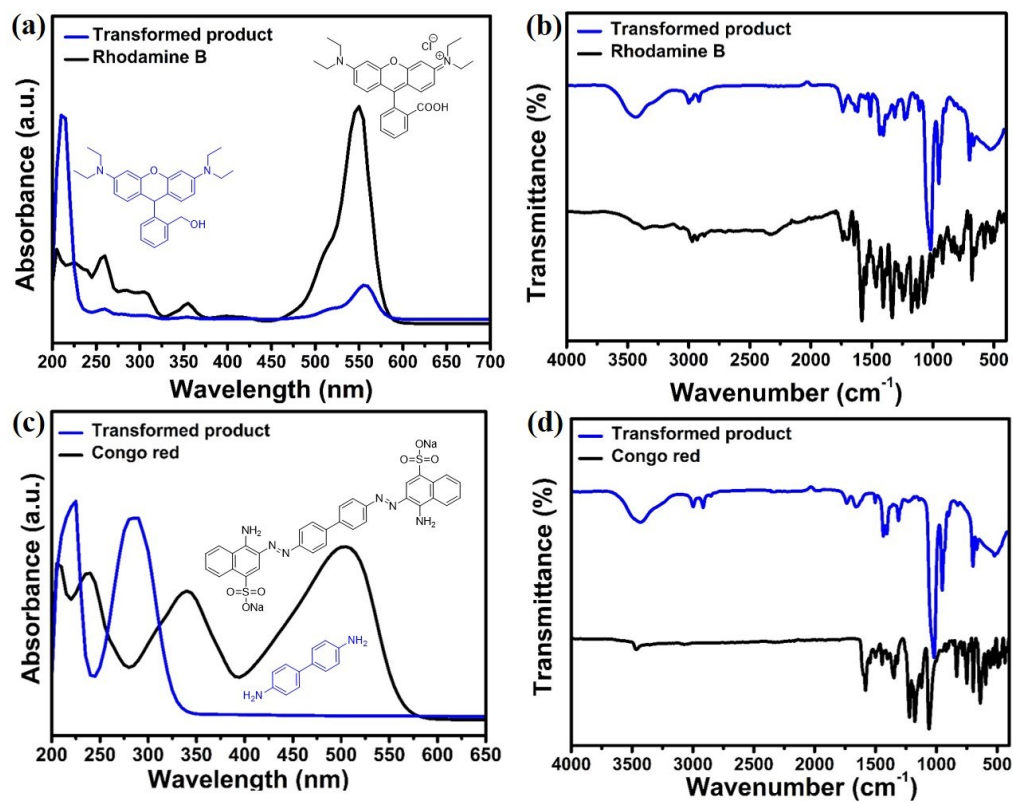 (a)
Transformed product
Rhodamine B
Absorbance (a.u.)
Cl⊖
N
O
N⊕
COOH
N
O
N
OH
200 250 300 350 400 450 500 550 600 650 700
Wavelength (nm)
(b)
Transformed product
Rhodamine B
Transmittance (%)
4000 3500 3000 2500 2000 1500 1000 500
Wavenumber (cm⁻¹)
(c)
Transformed product
Congo red
Absorbance (a.u.)
ONa
O=S=O
N
N
NH₂
NH₂
N
N
O=S=O
ONa
NH₂
H₂N
200 250 300 350 400 450 500 550 600 650
Wavelength (nm)
(d)
Transformed product
Congo red
Transmittance (%)
4000 3500 3000 2500 2000 1500 1000 500
Wavenumber (cm⁻¹)